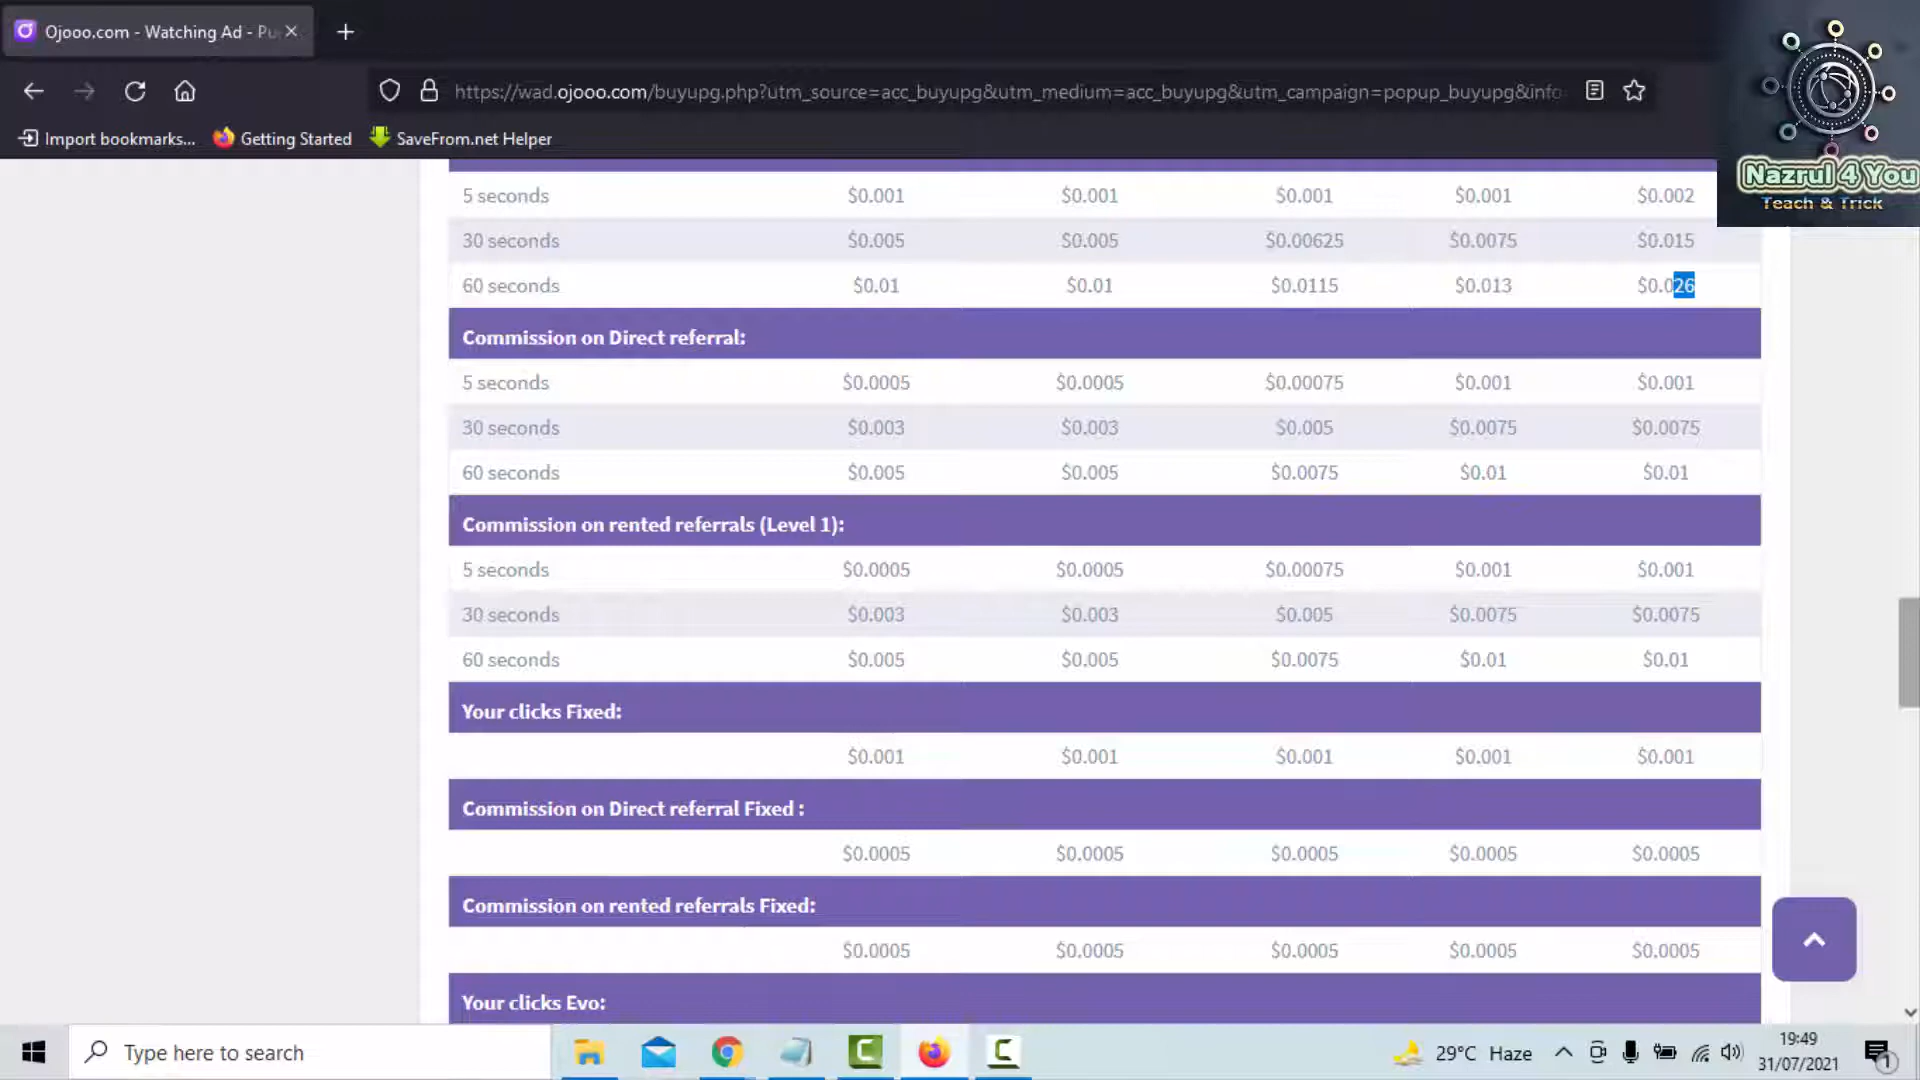 Ojooo.com - Watching Ad - Pu
https://wad.ojooo.com/buyupg.php?utm_source=acc_buyupg&utm_medium=acc_buyupg&utm_campaign=popup_buyupg&info
Import bookmarks... Getting Started SaveFrom.net Helper
Nazrul 4 You
Teach & Trick
5 seconds $0.001 $0.001 $0.001 $0.001 $0.002
30 seconds $0.005 $0.005 $0.00625 $0.0075 $0.015
60 seconds $0.01 $0.01 $0.0115 $0.013 $0.026
Commission on Direct referral:
5 seconds $0.0005 $0.0005 $0.00075 $0.001 $0.001
30 seconds $0.003 $0.003 $0.005 $0.0075 $0.0075
60 seconds $0.005 $0.005 $0.0075 $0.01 $0.01
Commission on rented referrals (Level 1):
5 seconds $0.0005 $0.0005 $0.00075 $0.001 $0.001
30 seconds $0.003 $0.003 $0.005 $0.0075 $0.0075
60 seconds $0.005 $0.005 $0.0075 $0.01 $0.01
Your clicks Fixed:
$0.001 $0.001 $0.001 $0.001 $0.001
Commission on Direct referral Fixed :
$0.0005 $0.0005 $0.0005 $0.0005 $0.0005
Commission on rented referrals Fixed:
$0.0005 $0.0005 $0.0005 $0.0005 $0.0005
Your clicks Evo:
Type here to search
29°C Haze
19:49
31/07/2021
1